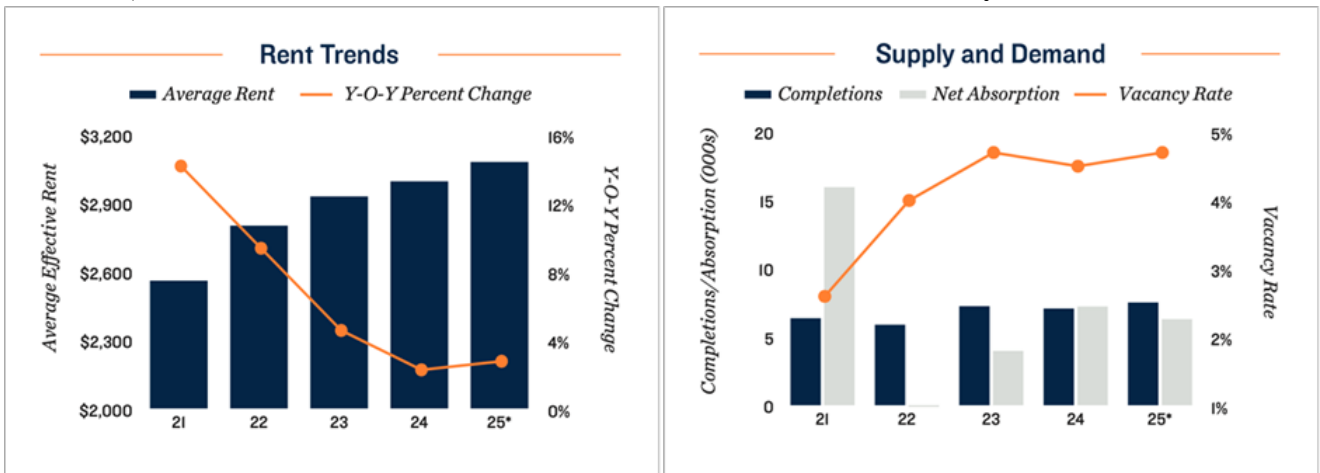 Rent Trends
Average Rent
Y-O-Y Percent Change
Average Effective Rent
$3,200
$2,900
$2,600
$2,300
$2,000
16%
12%
8%
4%
0%
Y-O-Y Percent Change
21 22 23 24 25*
Supply and Demand
Completions
Net Absorption
Vacancy Rate
Completions/Absorption (000s)
20
15
10
5
0
5%
4%
3%
2%
1%
Vacancy Rate
21 22 23 24 25*